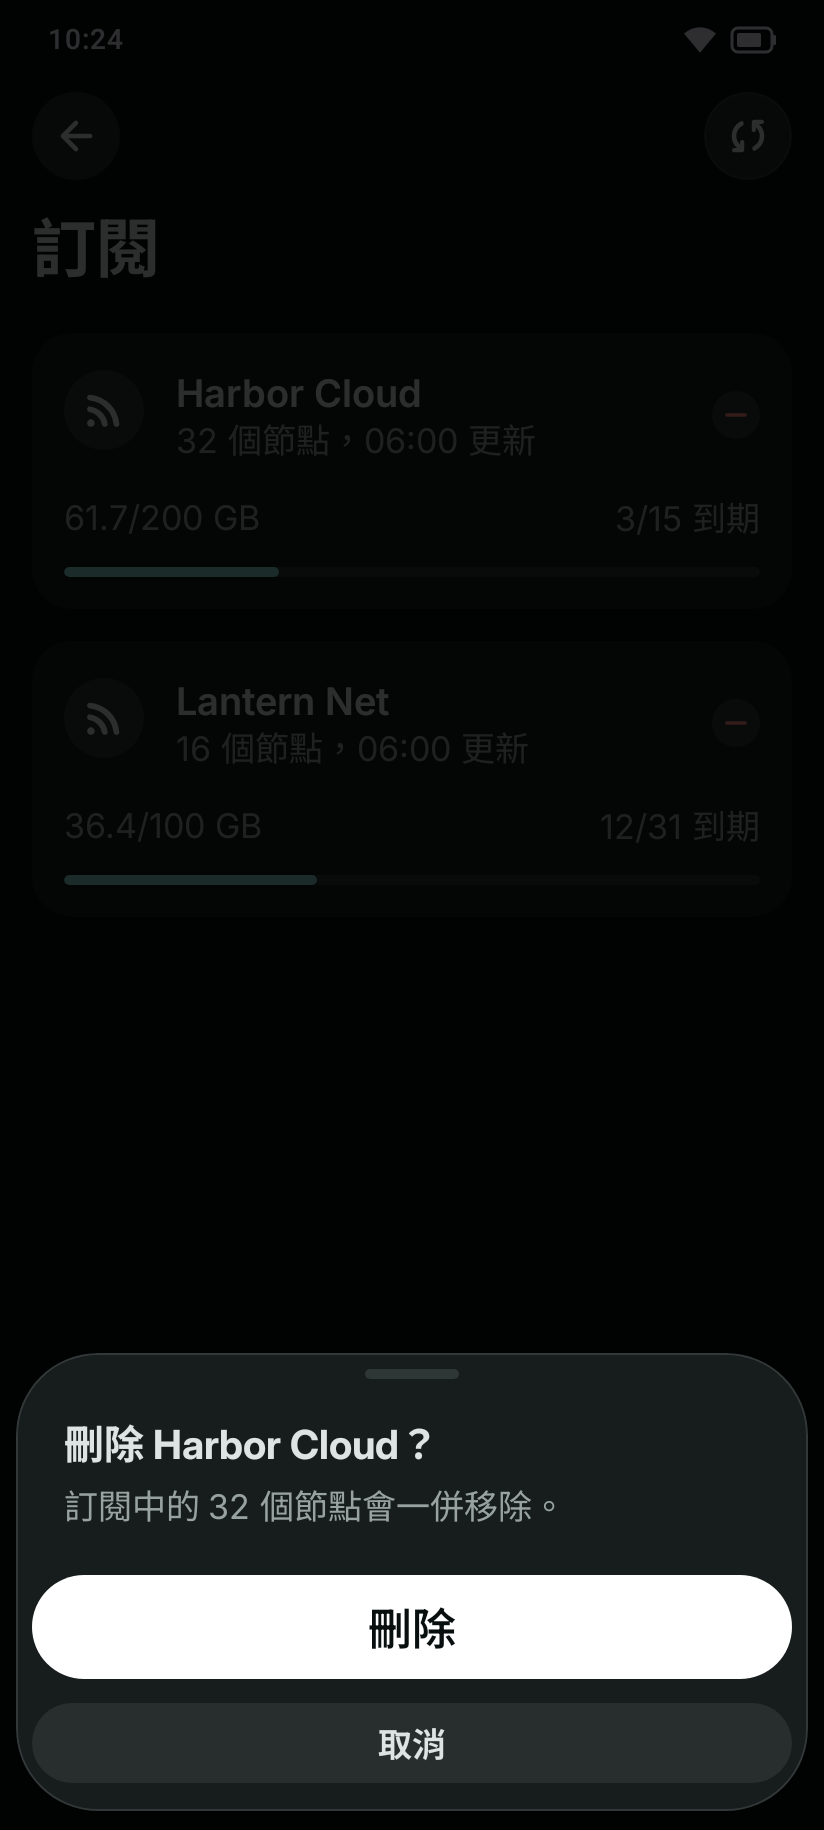 10:24
訂閱
Harbor Cloud
32 個節點，06:00 更新
61.7/200 GB
3/15 到期
Lantern Net
16 個節點，06:00 更新
36.4/100 GB
12/31 到期
刪除 Harbor Cloud？
訂閱中的 32 個節點會一併移除。
刪除
取消